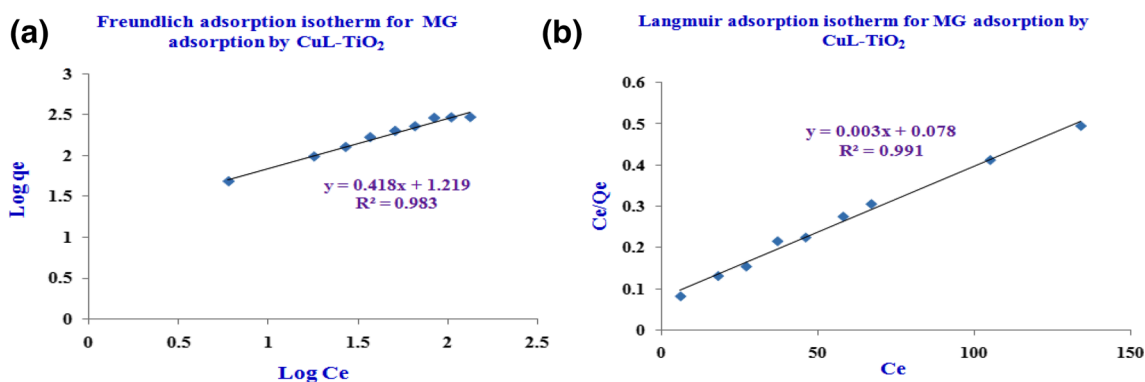 (a)
Freundlich adsorption isotherm for MG
adsorption by CuL-TiO₂
3
2.5
2
1.5
1
0.5
0
0
0.5
1
1.5
2
2.5
Log qe
Log Ce
y = 0.418x + 1.219
R² = 0.983
(b)
Langmuir adsorption isotherm for MG adsorption by
CuL-TiO₂
0.6
0.5
0.4
0.3
0.2
0.1
0
0
50
100
150
Ce/Qe
Ce
y = 0.003x + 0.078
R² = 0.991